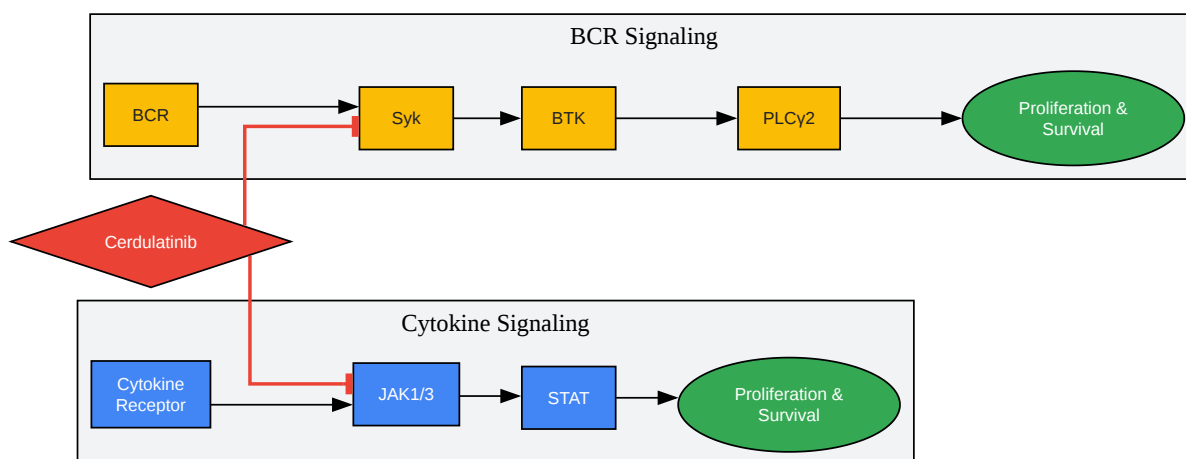 BCR Signaling
BCR
Syk
BTK
PLCγ2
Proliferation &
Survival
Cerdulatinib
Cytokine Signaling
Cytokine
Receptor
JAK1/3
STAT
Proliferation &
Survival